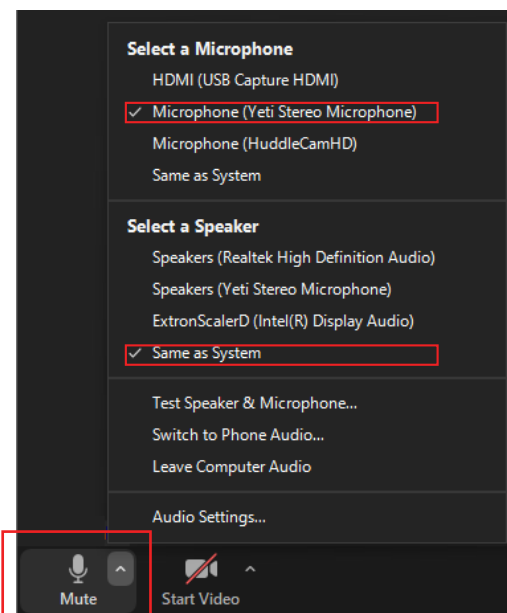 Select a Microphone
HDMI (USB Capture HDMI)
Microphone (Yeti Stereo Microphone)
Microphone (HuddleCamHD)
Same as System
Select a Speaker
Speakers (Realtek High Definition Audio)
Speakers (Yeti Stereo Microphone)
ExtronScalerD (Intel(R) Display Audio)
Same as System
Test Speaker & Microphone...
Switch to Phone Audio...
Leave Computer Audio
Audio Settings...
Mute
Start Video